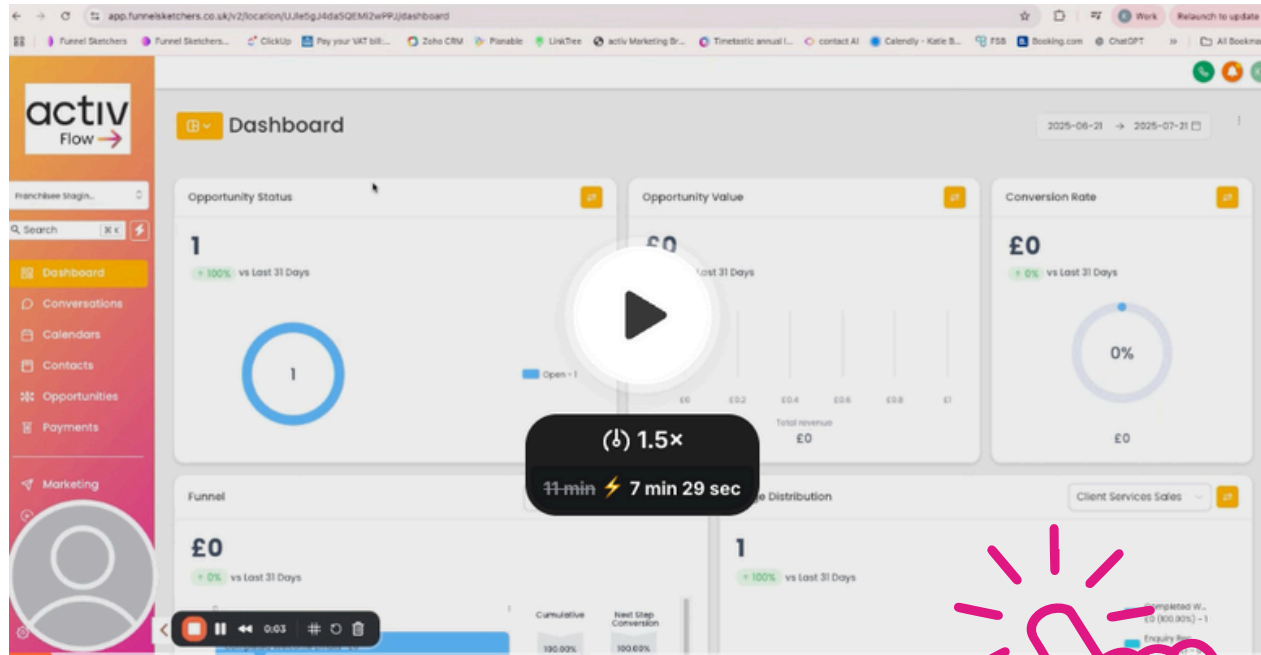 app.funnelsketchers.co.uk/v2/location/UJle5gJ4daSQEMi2wPPJ/dashboard
Work
Relaunch to update
Funnel Sketchers
Funnel Sketchers...
ClickUp
Pay your VAT bill:...
Zoho CRM
Planable
LinkTree
activ Marketing Br...
Timetastic annual l...
contact AI
Calendly - Katie B...
FSB
Booking.com
ChatGPT
All Bookma
activ
Flow
Dashboard
2025-06-21 → 2025-07-21
Franchisee Stagin...
Search
⌘ K
Dashboard
Conversations
Calendars
Contacts
Opportunities
Payments
Marketing
Opportunity Status
1
↑ 100% vs Last 31 Days
1
Open - 1
Opportunity Value
£0
ast 31 Days
£0 £0.2 £0.4 £0.6 £0.8 £1
Total revenue
£0
Conversion Rate
£0
↑ 0% vs Last 31 Days
0%
£0
1.5×
11 min ⚡ 7 min 29 sec
Funnel
£0
↑ 0% vs Last 31 Days
Cumulative
Next Step
Conversion
100.00%
100.00%
e Distribution
Client Services Sales
1
↑ 100% vs Last 31 Days
Completed W...
£0 (100.00%) - 1
0:03